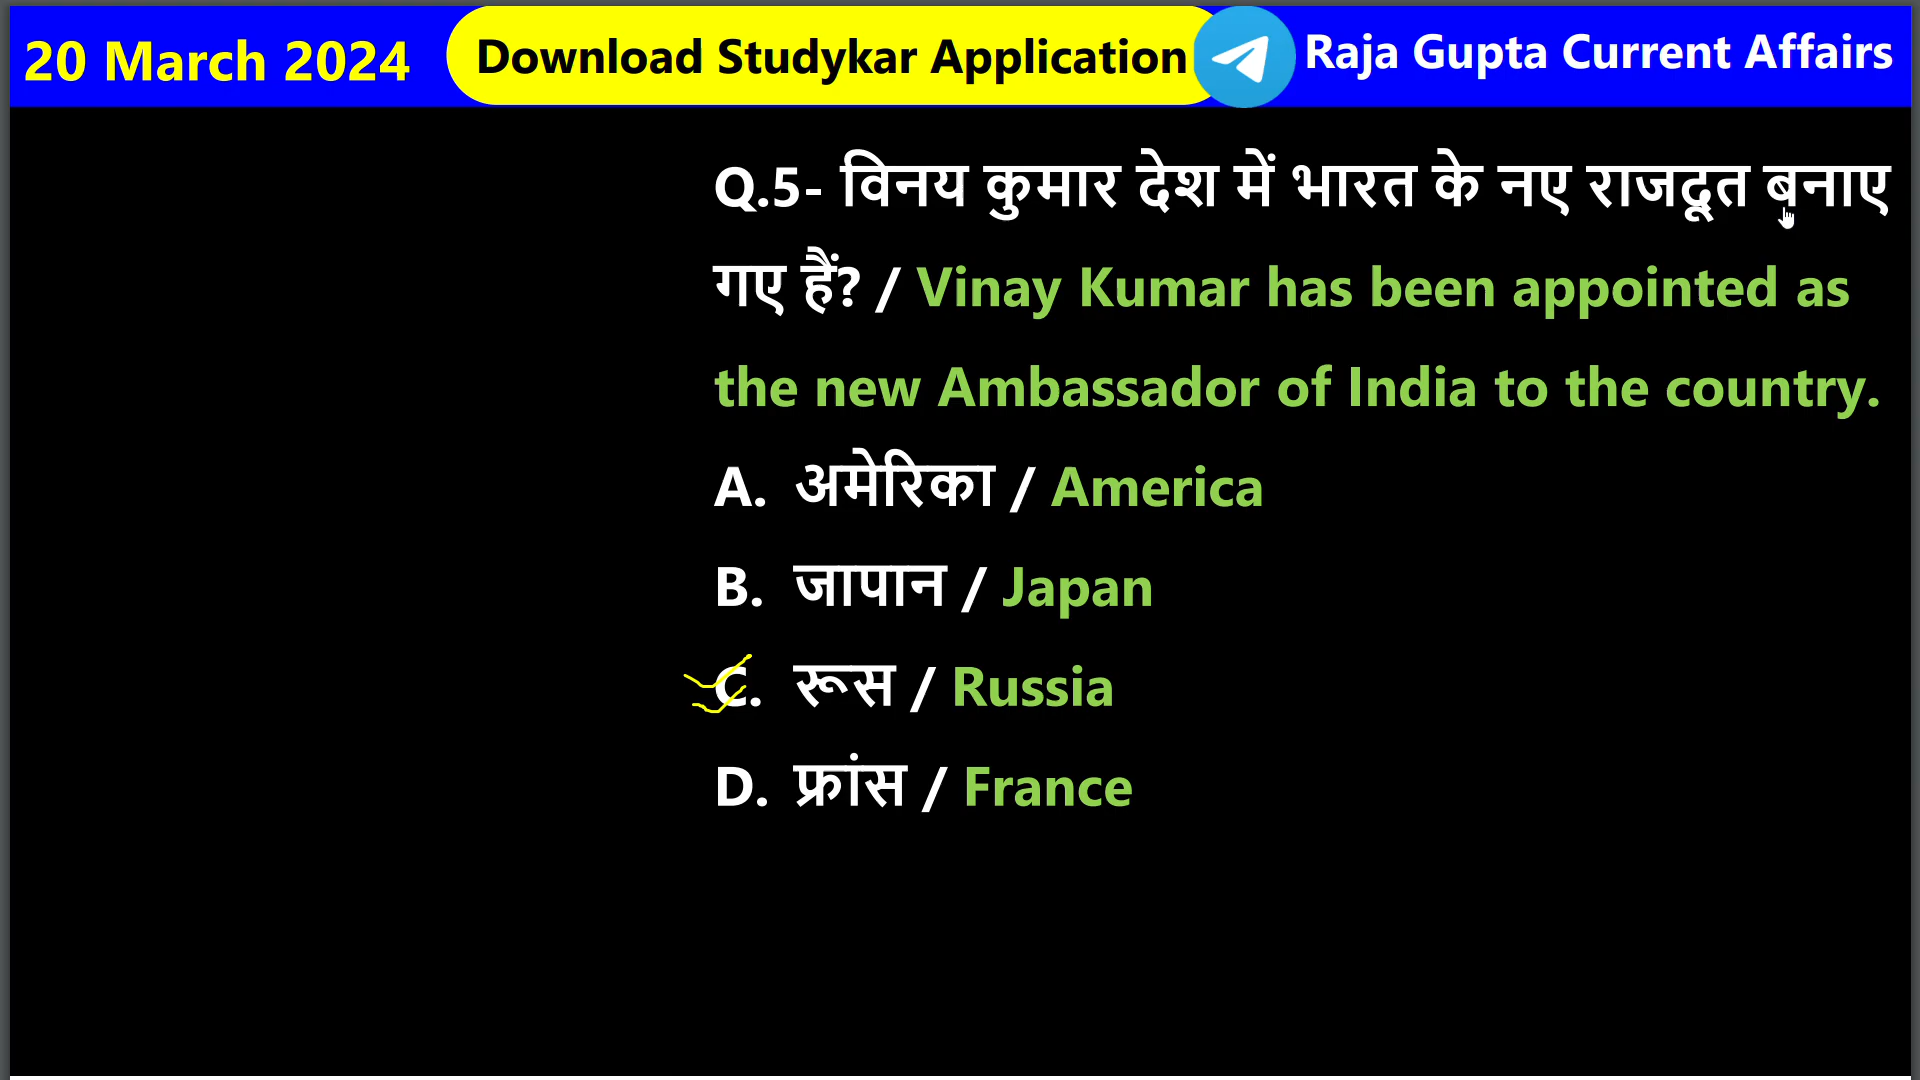 20 March 2024 Download Studykar Application Raja Gupta Current Affairs
Q.5- विनय कुमार देश में भारत के नए राजदूत बनाए
गए हैं? / Vinay Kumar has been appointed as
the new Ambassador of India to the country.
A. अमेरिका / America
B. जापान / Japan
C. रूस / Russia
D. फ्रांस / France